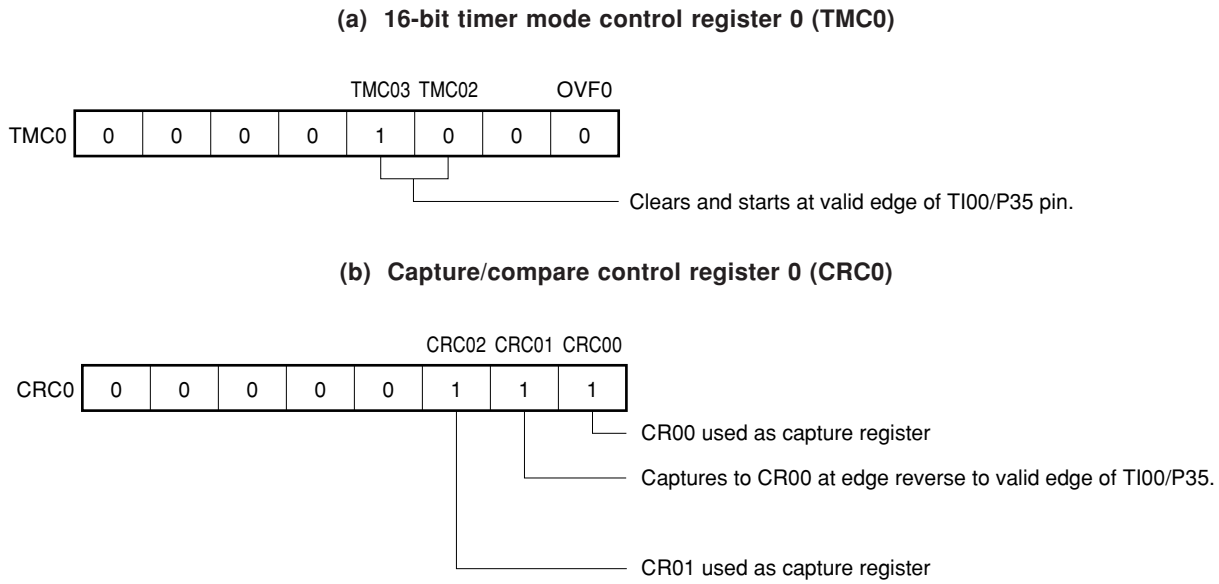 (a) 16-bit timer mode control register 0 (TMC0)
TMC03 TMC02 OVF0
TMC0 0 0 0 0 1 0 0 0
Clears and starts at valid edge of TI00/P35 pin.
(b) Capture/compare control register 0 (CRC0)
CRC02 CRC01 CRC00
CRC0 0 0 0 0 0 1 1 1
CR00 used as capture register
Captures to CR00 at edge reverse to valid edge of TI00/P35.
CR01 used as capture register